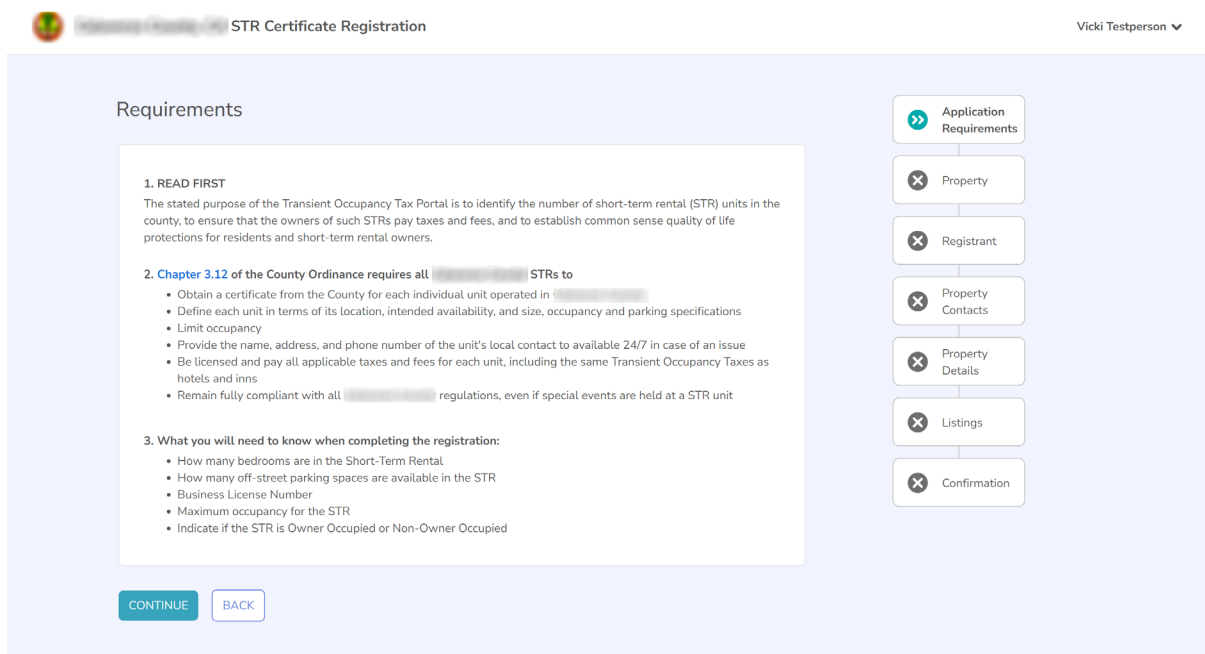 STR Certificate Registration
Vicki Testperson
Requirements
1. READ FIRST
The stated purpose of the Transient Occupancy Tax Portal is to identify the number of short-term rental (STR) units in the
county, to ensure that the owners of such STRs pay taxes and fees, and to establish common sense quality of life
protections for residents and short-term rental owners.
2. Chapter 3.12 of the County Ordinance requires all STRs to
• Obtain a certificate from the County for each individual unit operated in
• Define each unit in terms of its location, intended availability, and size, occupancy and parking specifications
• Limit occupancy
• Provide the name, address, and phone number of the unit's local contact to available 24/7 in case of an issue
• Be licensed and pay all applicable taxes and fees for each unit, including the same Transient Occupancy Taxes as
hotels and inns
• Remain fully compliant with all regulations, even if special events are held at a STR unit
3. What you will need to know when completing the registration:
• How many bedrooms are in the Short-Term Rental
• How many off-street parking spaces are available in the STR
• Business License Number
• Maximum occupancy for the STR
• Indicate if the STR is Owner Occupied or Non-Owner Occupied
CONTINUE
BACK
Application
Requirements
Property
Registrant
Property
Contacts
Property
Details
Listings
Confirmation